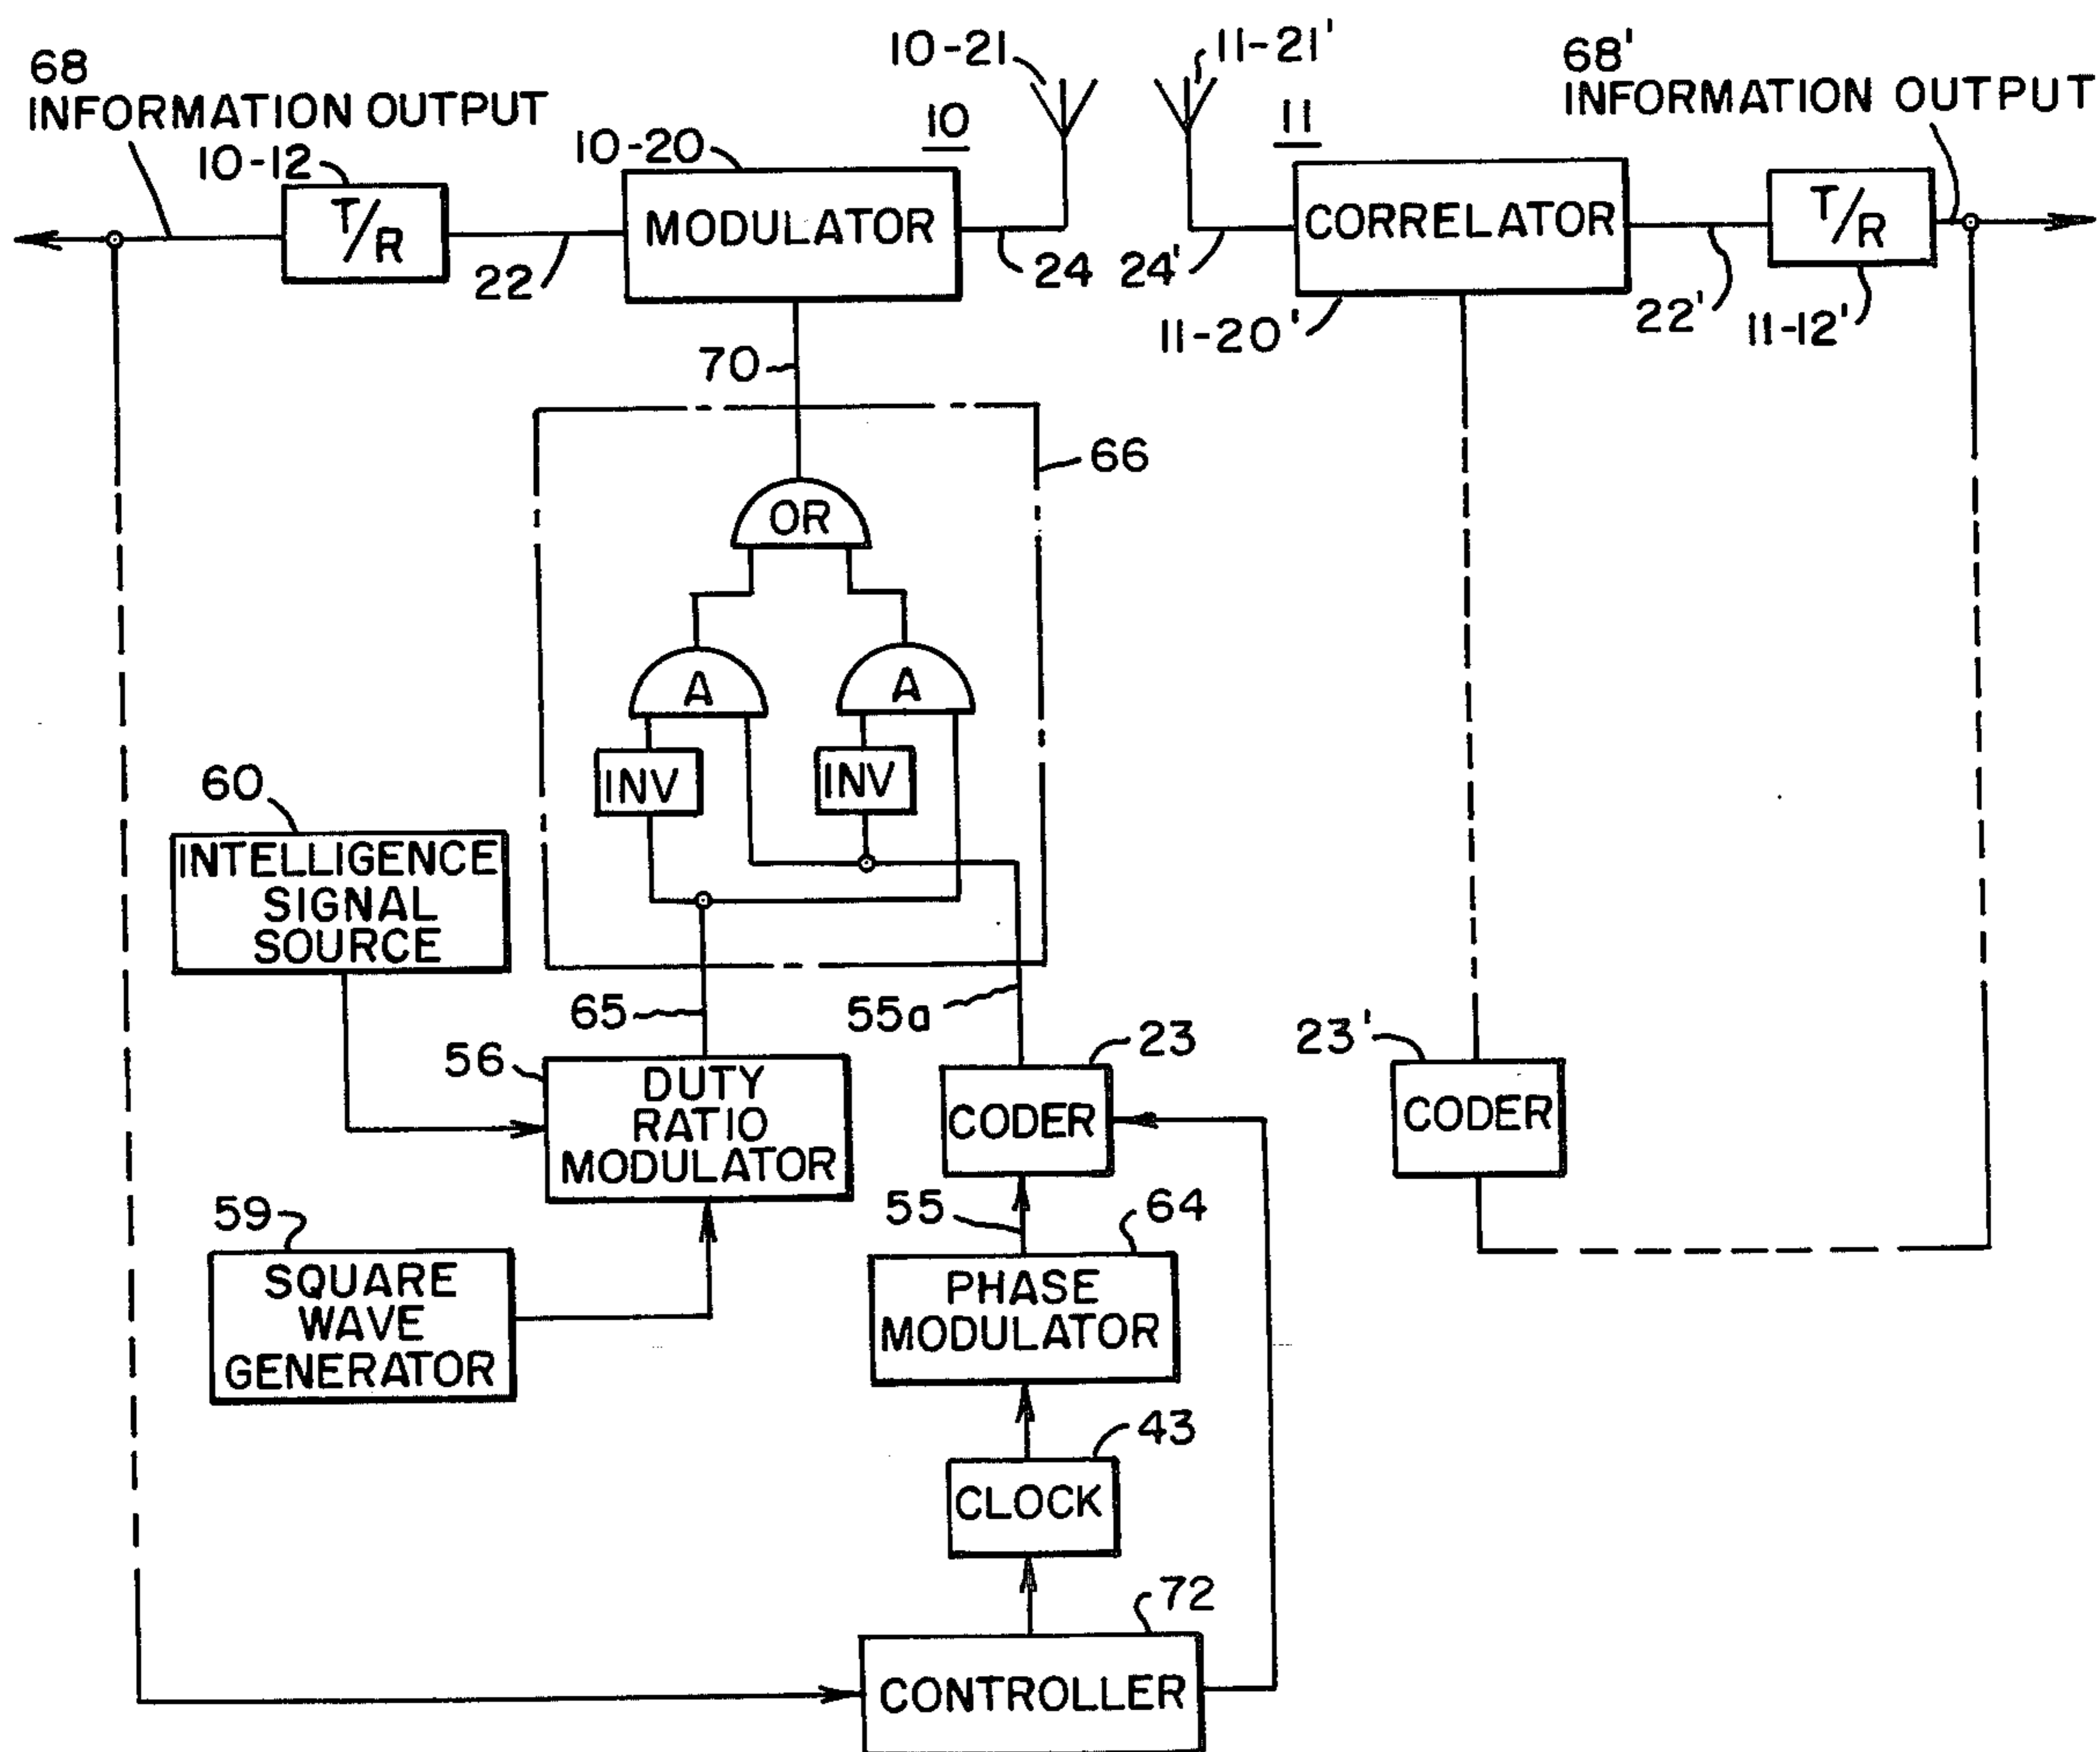 68
INFORMATION OUTPUT
10-12
T/R
22
10-20
MODULATOR
10
10-21
24
11-21'
11
24'
CORRELATOR
11-20'
22'
T/R
11-12'
68'
INFORMATION OUTPUT
70
66
OR
A
A
INV
INV
60
INTELLIGENCE
SIGNAL
SOURCE
65
55a
56
DUTY
RATIO
MODULATOR
23
CODER
23'
CODER
59
SQUARE
WAVE
GENERATOR
55
64
PHASE
MODULATOR
43
CLOCK
72
CONTROLLER